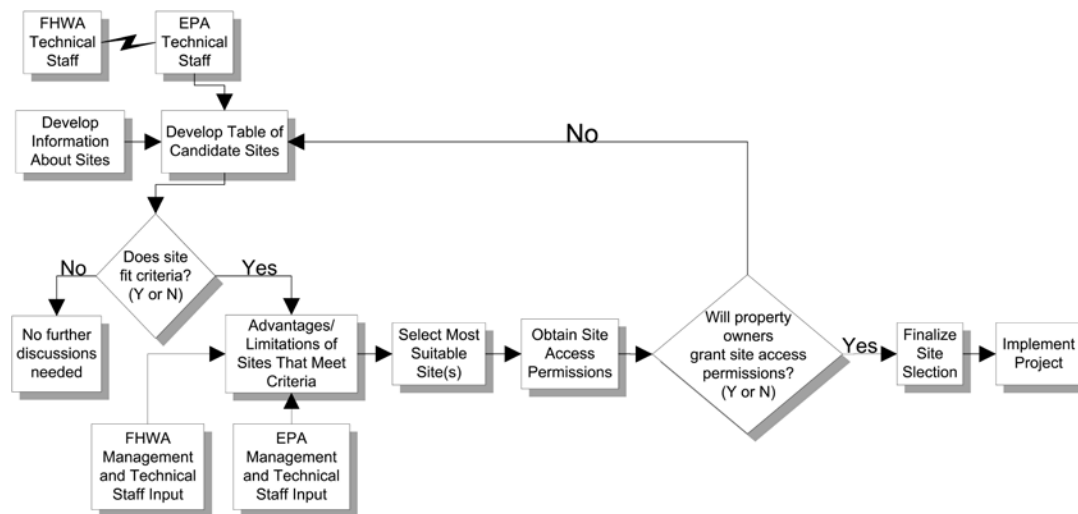 FHWA
Technical
Staff
EPA
Technical
Staff
Develop
Information
About Sites
Develop Table of
Candidate Sites
No
Does site
fit criteria?
(Y or N)
No
Yes
No further
discussions
needed
Advantages/
Limitations of
Sites That Meet
Criteria
Select Most
Suitable
Site(s)
Obtain Site
Access
Permissions
Will property
owners
grant site access
permissions?
(Y or N)
Yes
Finalize
Site
Slection
Implement
Project
FHWA
Management
and Technical
Staff Input
EPA
Management
and Technical
Staff Input